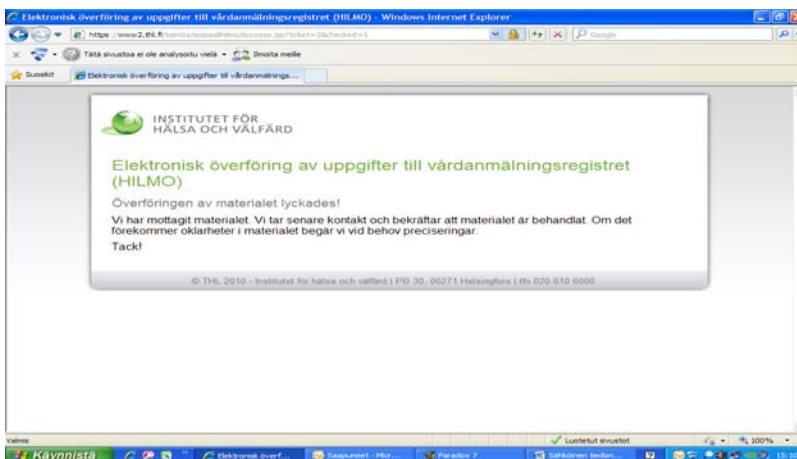 Elektronisk överföring av uppgifter till vårdanmälningsregistret (HILMO) - Windows Internet Explorer
Google
Tätä sivustoa ei ole analysoitu vielä
Ilmoita meille
Suosikit
Elektronisk överföring av uppgifter till vårdanmälnings...
INSTITUTET FÖR
HÄLSA OCH VÄLFÄRD
Elektronisk överföring av uppgifter till vårdanmälningsregistret
(HILMO)
Överföringen av materialet lyckades!
Vi har mottagit materialet. Vi tar senare kontakt och bekräftar att materialet är behandlat. Om det
förekommer oklarheter i materialet begär vi vid behov preciseringar.
Tack!
© THL, 2010 - Institutet för hälsa och välfärd | PB 30, 00271 Helsingfors | tfn 020 610 6000
Valmis
Luotetut sivustot
100%
Käynnistä
Elektronisk överf...
Saapuneet - Micr...
Paradox 7
Sähköinen tiedon...